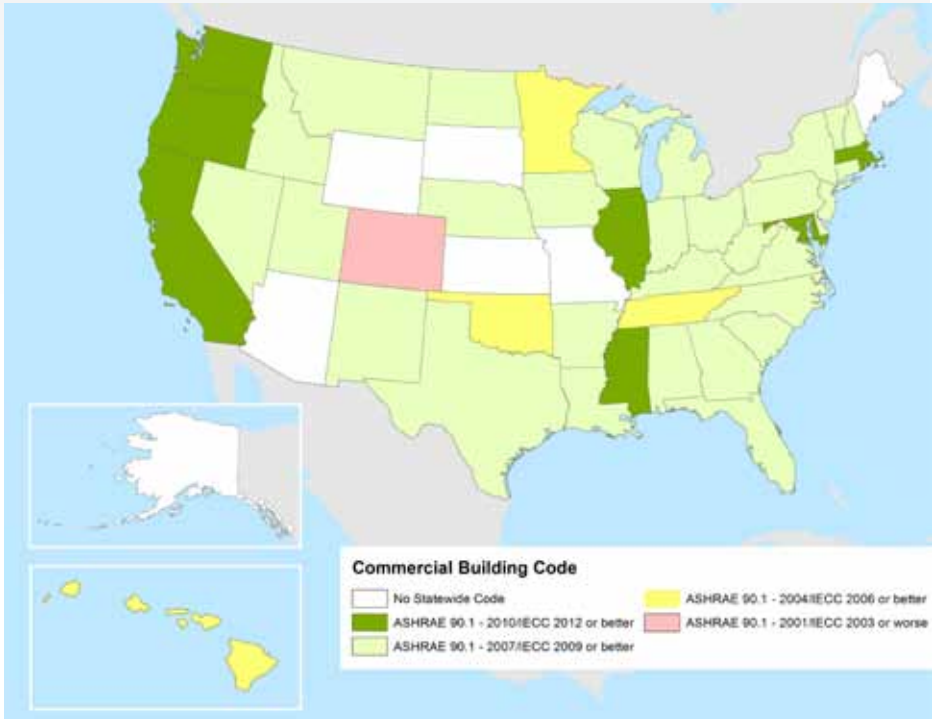 Commercial Building Code
No Statewide Code
ASHRAE 90.1 - 2010/IECC 2012 or better
ASHRAE 90.1 - 2007/IECC 2009 or better
ASHRAE 90.1 - 2004/IECC 2006 or better
ASHRAE 90.1 - 2001/IECC 2003 or worse